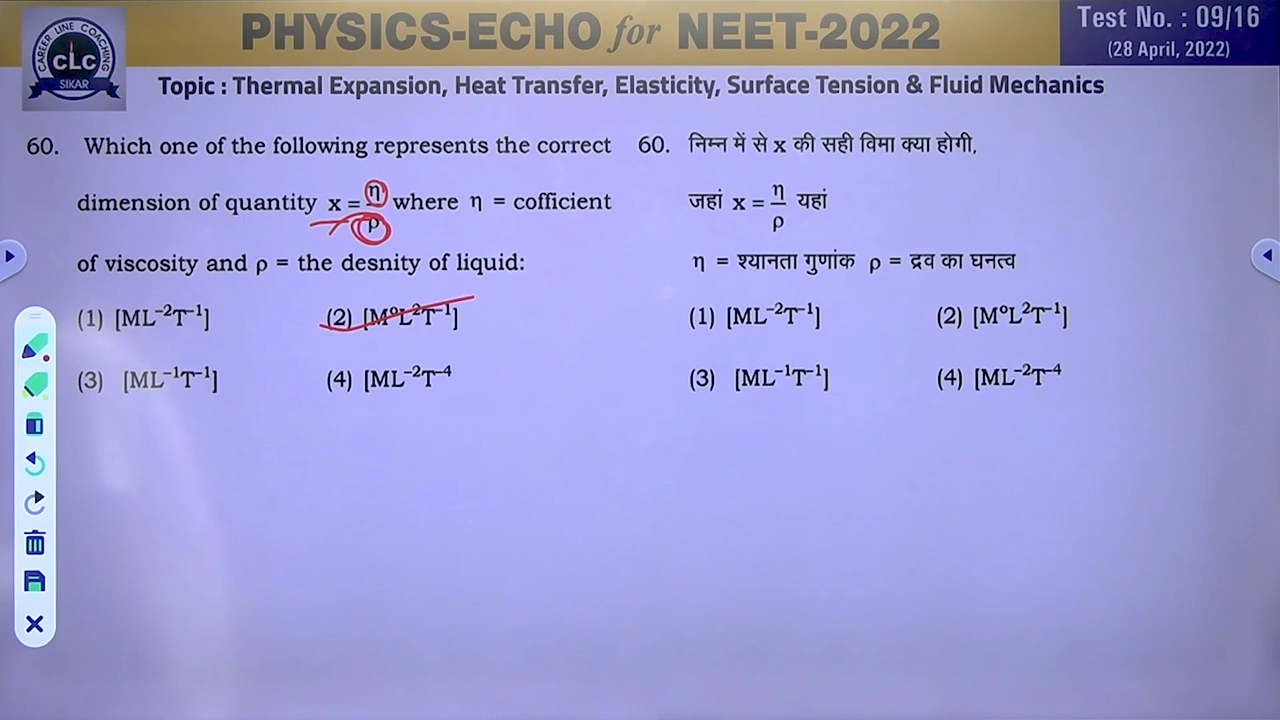 CAREER LINE COACHING
CLC
SIKAR
PHYSICS-ECHO for NEET-2022
Test No. : 09/16
(28 April, 2022)
Topic : Thermal Expansion, Heat Transfer, Elasticity, Surface Tension & Fluid Mechanics
60. Which one of the following represents the correct
dimension of quantity x = η/ρ where η = cofficient
of viscosity and ρ = the desnity of liquid:
(1) [ML⁻²T⁻¹] (2) [M⁰L²T⁻¹]
(3) [ML⁻¹T⁻¹] (4) [ML⁻²T⁻⁴
60. निम्न में से x की सही विमा क्या होगी,
जहां x = η/ρ यहां
η = श्यानता गुणांक ρ = द्रव का घनत्व
(1) [ML⁻²T⁻¹] (2) [M⁰L²T⁻¹]
(3) [ML⁻¹T⁻¹] (4) [ML⁻²T⁻⁴